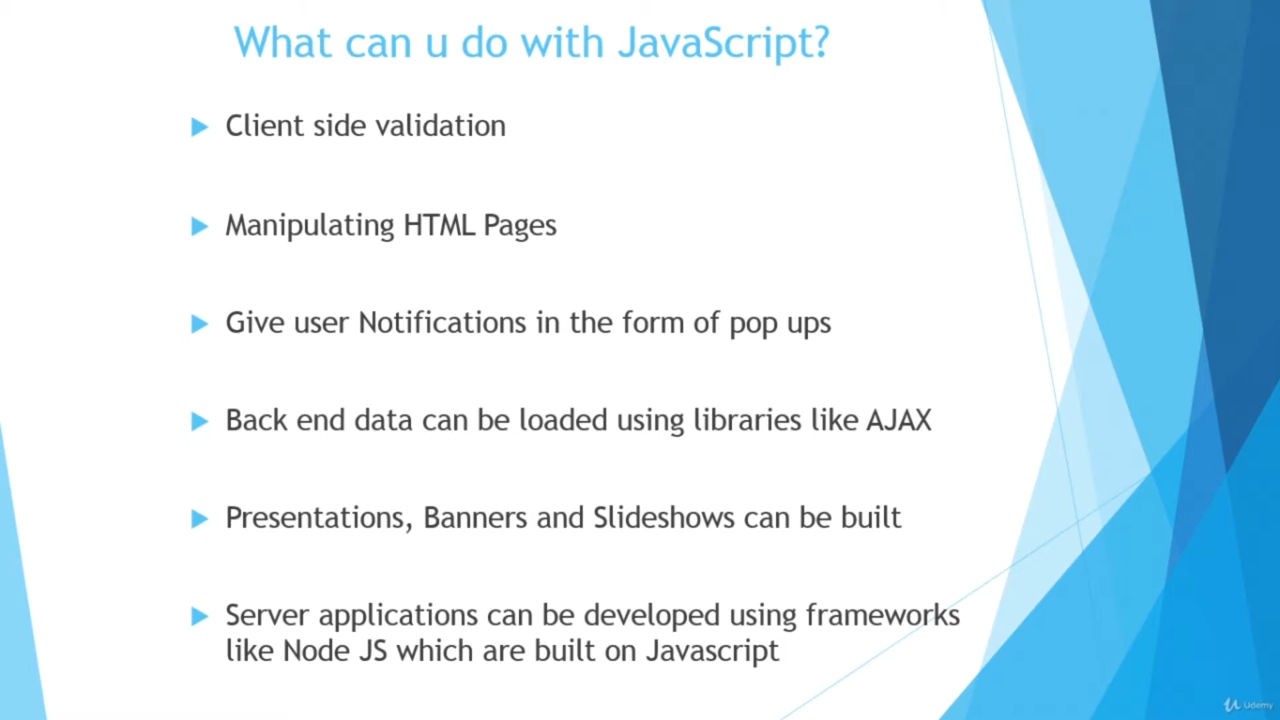 What can u do with JavaScript?
Client side validation
Manipulating HTML Pages
Give user Notifications in the form of pop ups
Back end data can be loaded using libraries like AJAX
Presentations, Banners and Slideshows can be built
Server applications can be developed using frameworks
like Node JS which are built on Javascript
Udemy